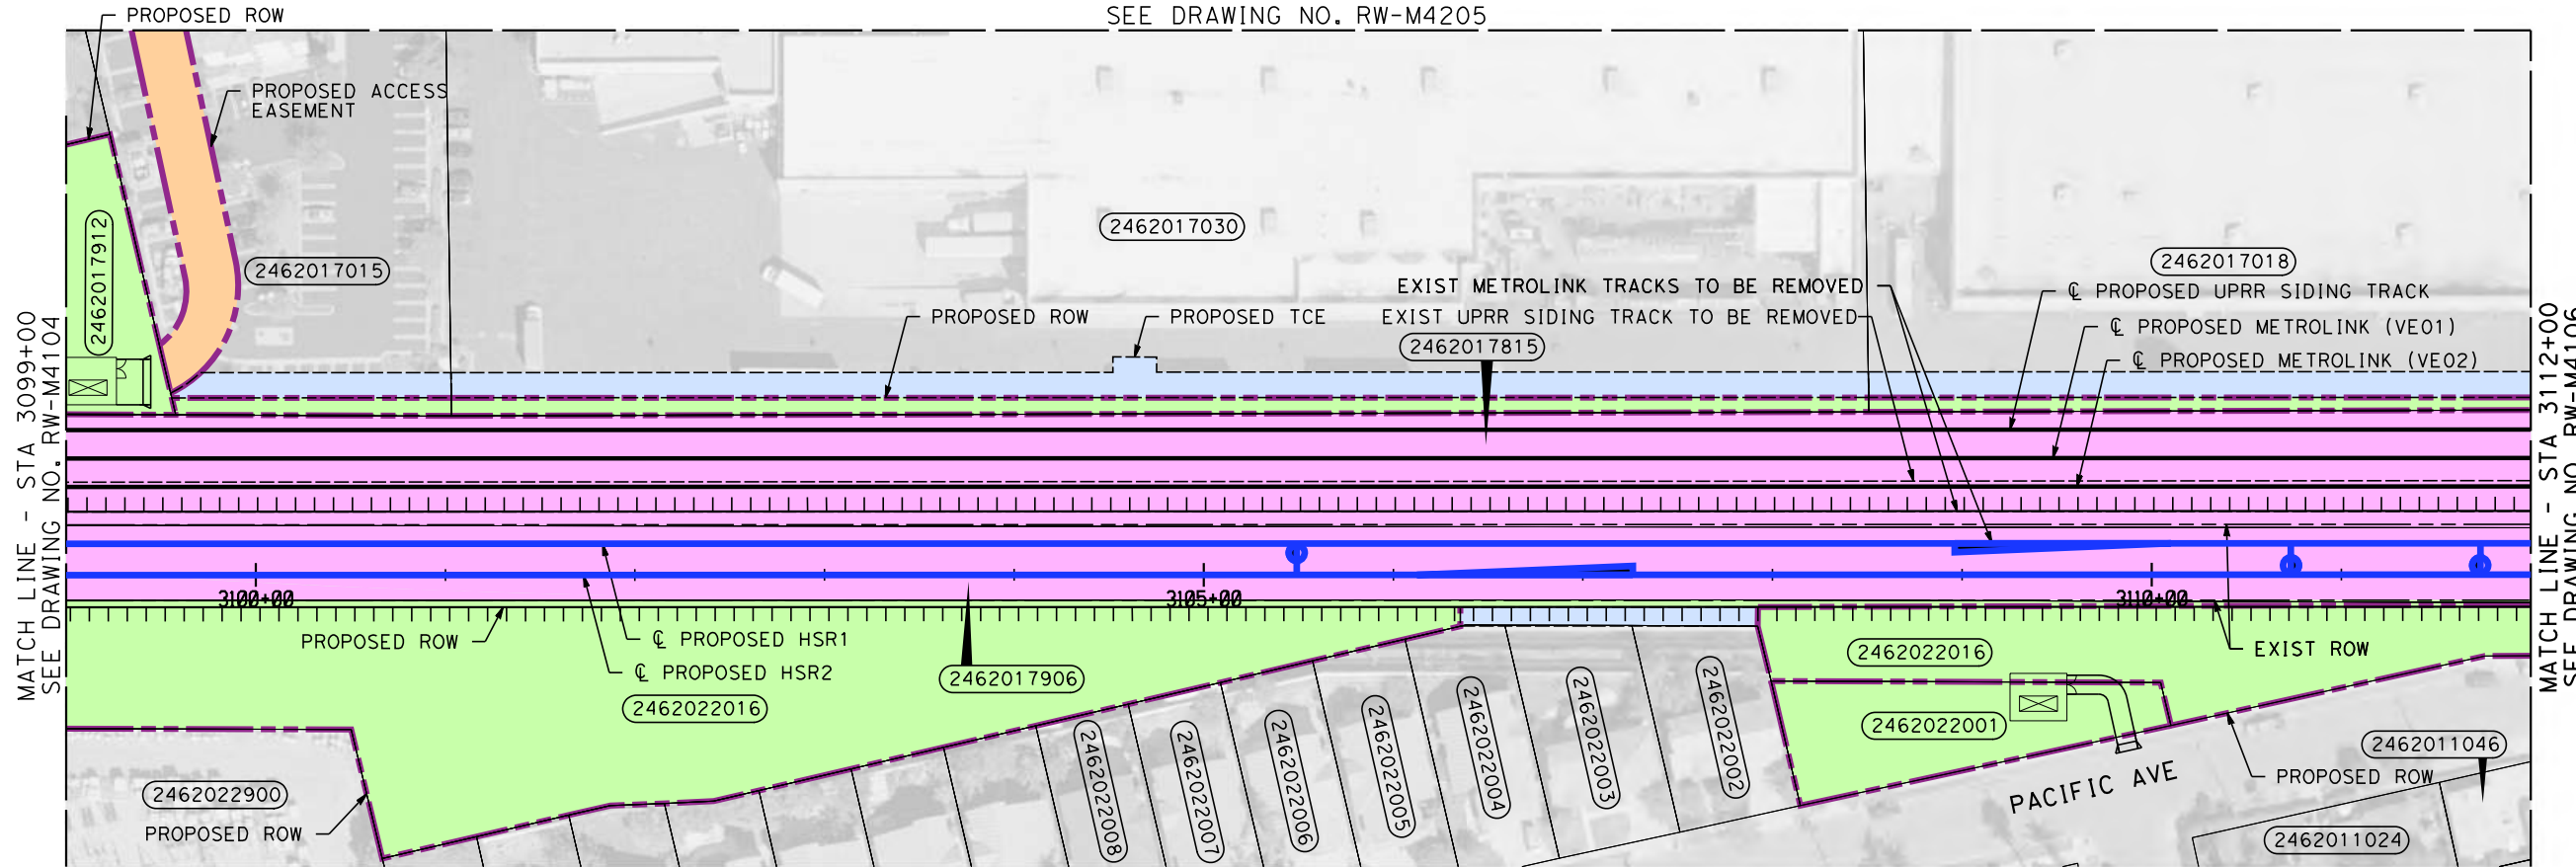 SEE DRAWING NO. RW-M4205
PROPOSED ROW
PROPOSED ACCESS
EASEMENT
2462017912
2462017015
2462017030
2462017018
EXIST METROLINK TRACKS TO BE REMOVED
EXIST UPRR SIDING TRACK TO BE REMOVED
2462017815
PROPOSED ROW
PROPOSED TCE
℄ PROPOSED UPRR SIDING TRACK
℄ PROPOSED METROLINK (VE01)
℄ PROPOSED METROLINK (VE02)
MATCH LINE - STA 3099+00
SEE DRAWING NO. RW-M4104
MATCH LINE - STA 3112+00
SEE DRAWING NO. RW-M4106
3100+00
3105+00
3110+00
PROPOSED ROW
℄ PROPOSED HSR1
℄ PROPOSED HSR2
2462017906
2462022016
2462022016
EXIST ROW
2462022001
2462022900
PROPOSED ROW
2462022008
2462022007
2462022006
2462022005
2462022004
2462022003
2462022002
PACIFIC AVE
2462011046
PROPOSED ROW
2462011024